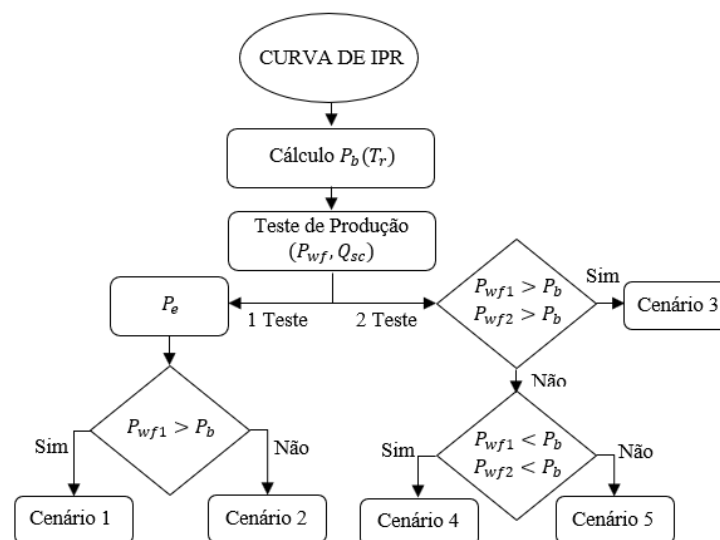 CURVA DE IPR
Cálculo P_b(T_r)
Teste de Produção
(P_wf, Q_sc)
P_e
1 Teste
2 Teste
P_wf1 > P_b
P_wf2 > P_b
Sim
Cenário 3
Não
P_wf1 > P_b
Sim
Não
Cenário 1
Cenário 2
P_wf1 < P_b
P_wf2 < P_b
Sim
Não
Cenário 4
Cenário 5